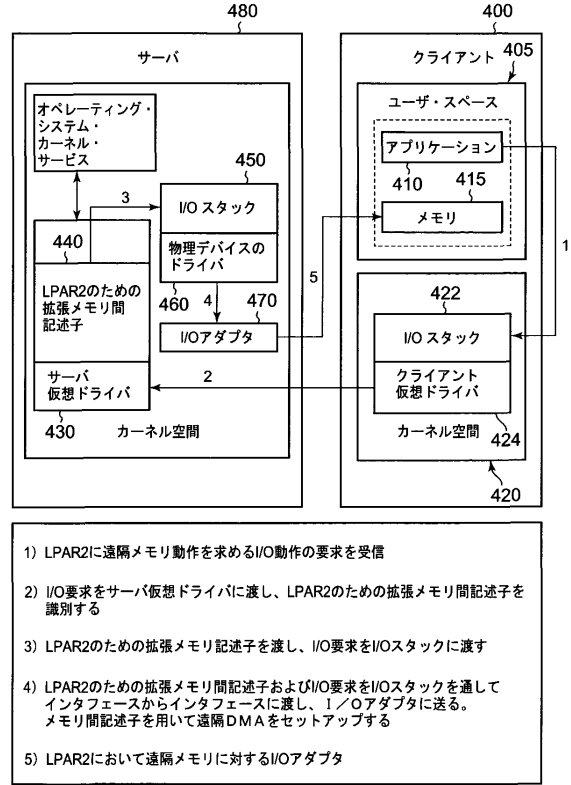 480
400
サーバ
クライアント
405
オペレーティング・
システム・
カーネル・
サービス
ユーザ・スペース
アプリケーション
410
415
メモリ
450
3
I/Oスタック
440
物理デバイスの
ドライバ
5
1
LPAR2のための
拡張メモリ間
記述子
460
4
470
I/Oアダプタ
422
I/Oスタック
サーバ
仮想ドライバ
2
クライアント
仮想ドライバ
430
カーネル空間
カーネル空間
424
420
1) LPAR2に遠隔メモリ動作を求めるI/O動作の要求を受信
2) I/O要求をサーバ仮想ドライバに渡し、LPAR2のための拡張メモリ間記述子を
識別する
3) LPAR2のための拡張メモリ記述子を渡し、I/O要求をI/Oスタックに渡す
4) LPAR2のための拡張メモリ間記述子およびI/O要求をI/Oスタックを通して
インタフェースからインタフェースに渡し、I／Oアダプタに送る。
メモリ間記述子を用いて遠隔DMAをセットアップする
5) LPAR2において遠隔メモリに対するI/Oアダプタ